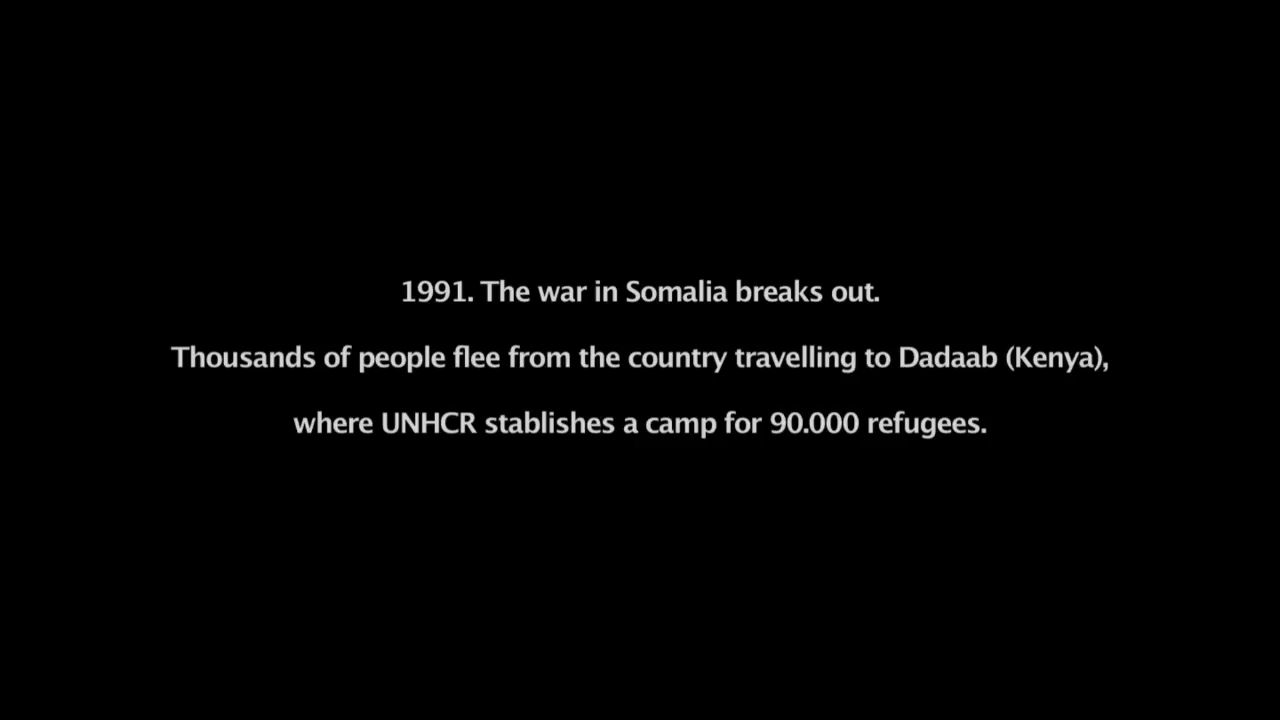 1991. The war in Somalia breaks out.
Thousands of people flee from the country travelling to Dadaab (Kenya),
where UNHCR stablishes a camp for 90.000 refugees.